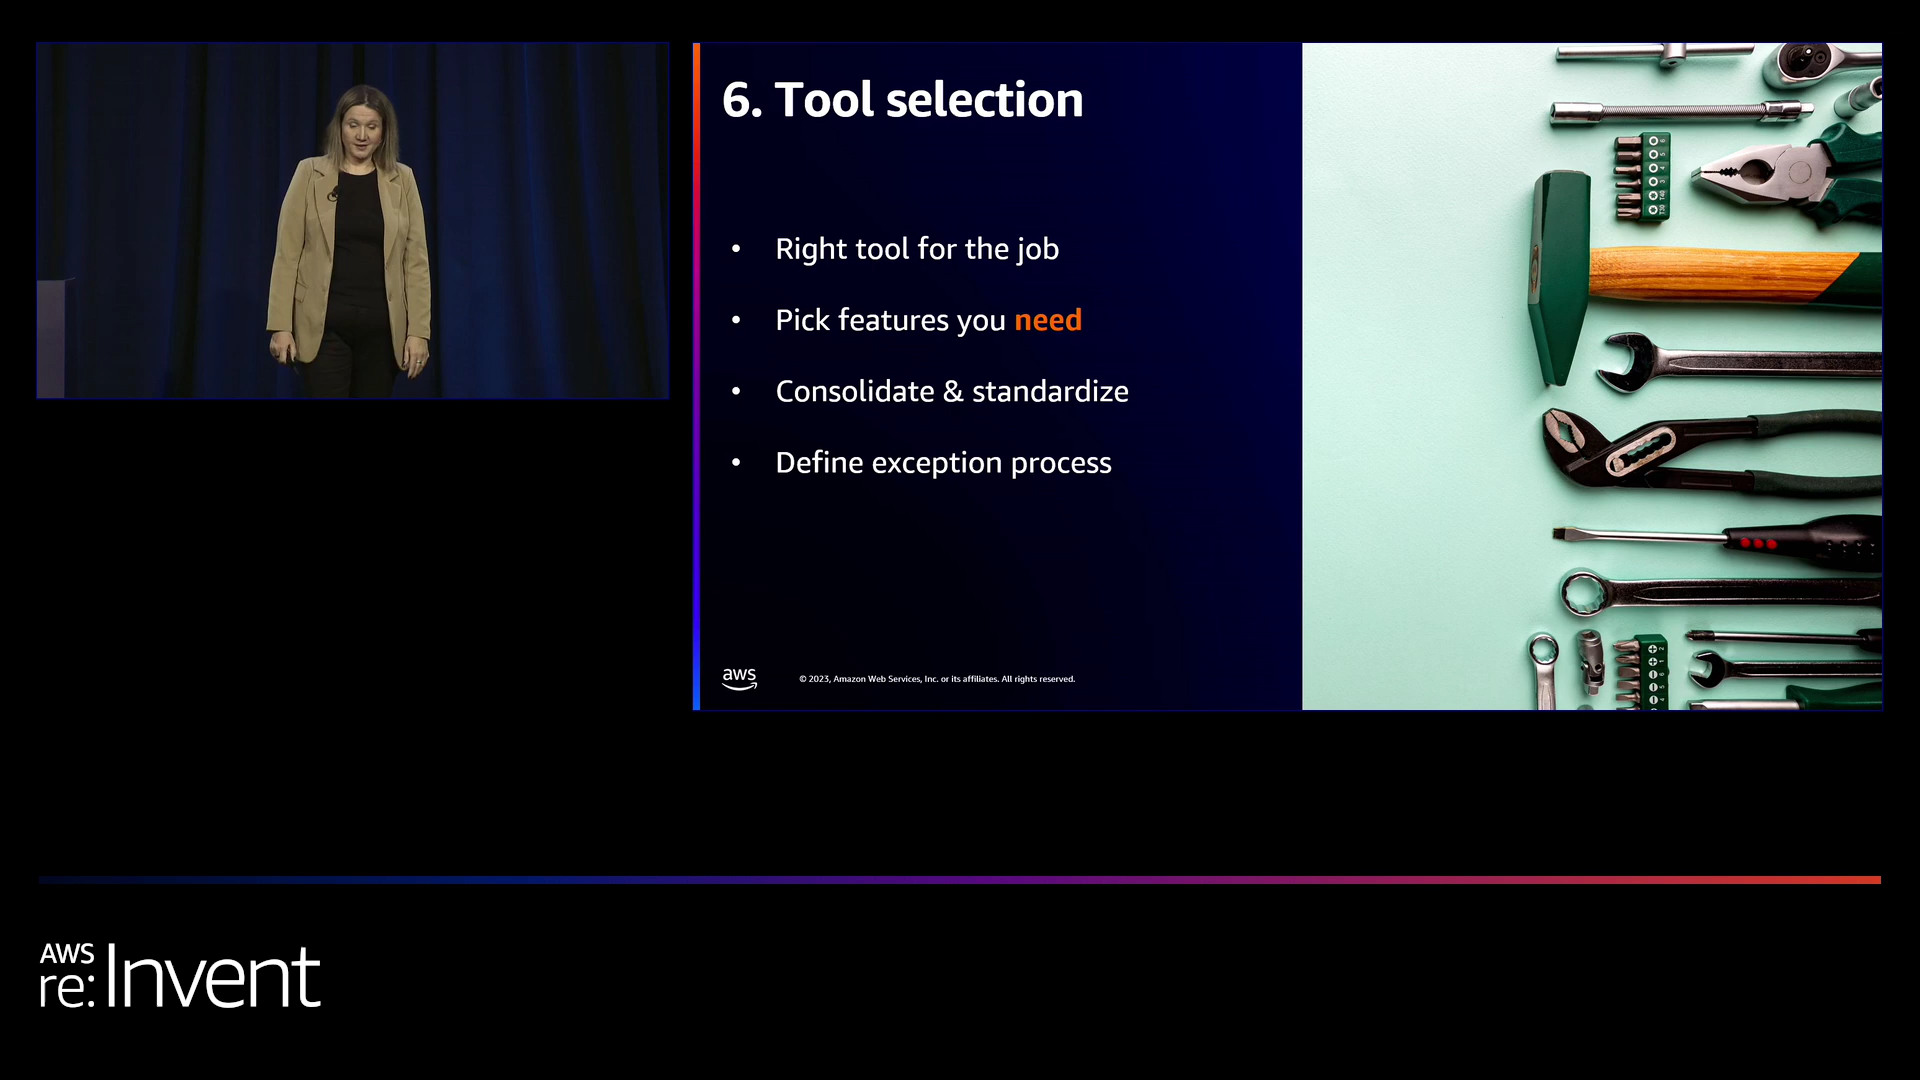 6. Tool selection
• Right tool for the job
• Pick features you need
• Consolidate & standardize
• Define exception process
aws
© 2023, Amazon Web Services, Inc. or its affiliates. All rights reserved.
AWS
re:Invent